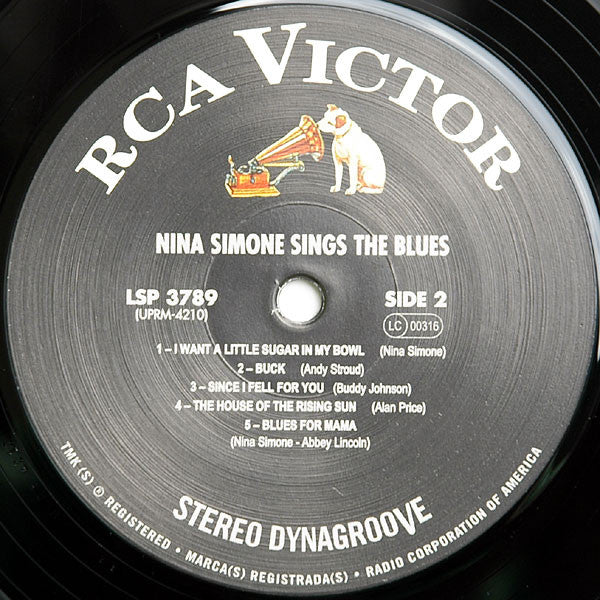 RCA VICTOR
NINA SIMONE SINGS THE BLUES
LSP 3789
(UPRM-4210)
SIDE 2
LC 00316
1 – I WANT A LITTLE SUGAR IN MY BOWL (Nina Simone)
2 – BUCK (Andy Stroud)
3 – SINCE I FELL FOR YOU (Buddy Johnson)
4 – THE HOUSE OF THE RISING SUN (Alan Price)
5 – BLUES FOR MAMA
(Nina Simone - Abbey Lincoln)
STEREO DYNAGROOVE
TMK (S) ® REGISTERED • MARCA(S) REGISTRADA(S) • RADIO CORPORATION OF AMERICA